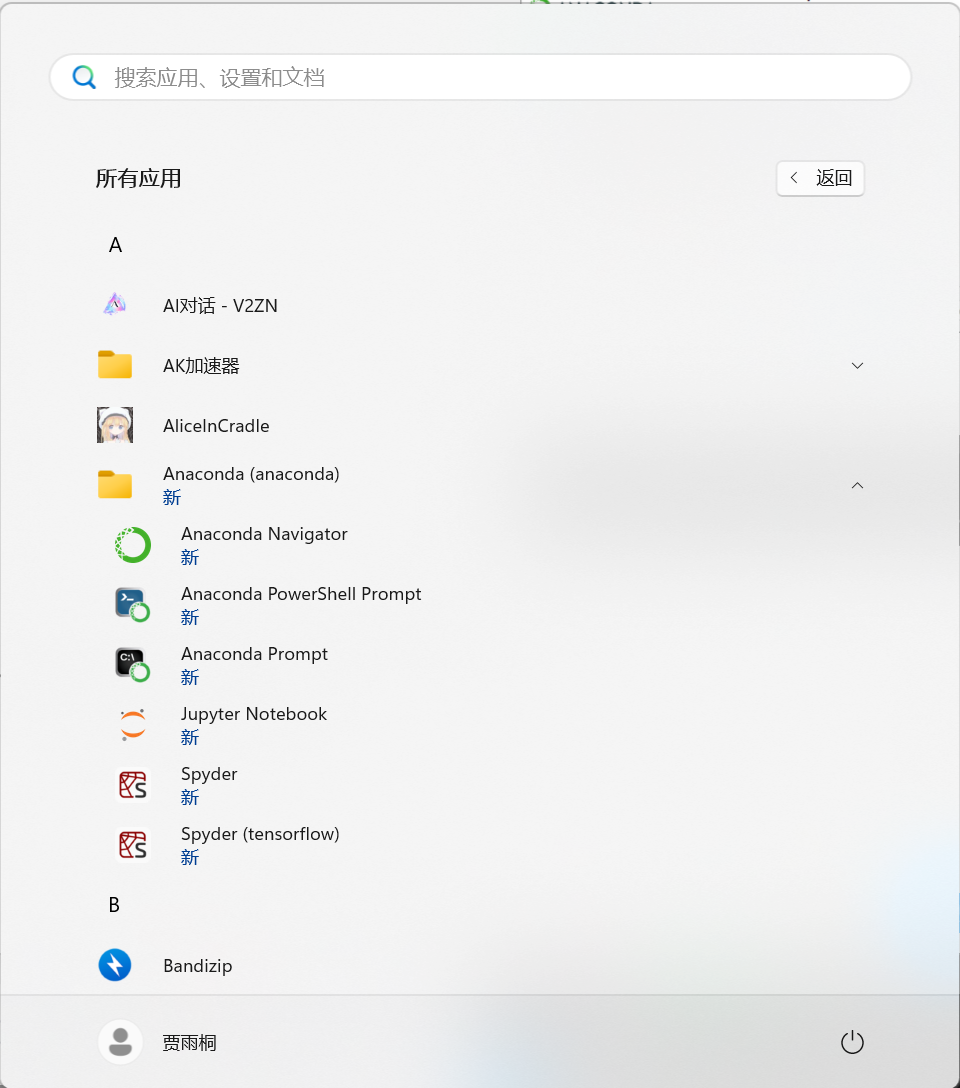 搜索应用、设置和文档
所有应用
返回
A
AI对话 - V2ZN
AK加速器
AliceInCradle
Anaconda (anaconda)
新
Anaconda Navigator
新
Anaconda PowerShell Prompt
新
Anaconda Prompt
新
Jupyter Notebook
新
Spyder
新
Spyder (tensorflow)
新
B
Bandizip
贾雨桐